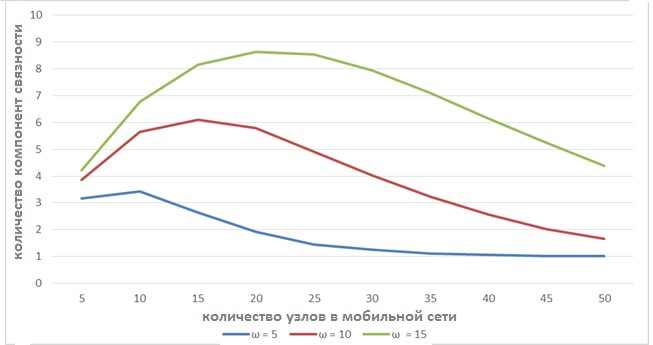 количество компонент связности
10
9
8
7
6
5
4
3
2
1
0
5 10 15 20 25 30 35 40 45 50
количество узлов в мобильной сети
ω = 5 ω = 10 ω = 15